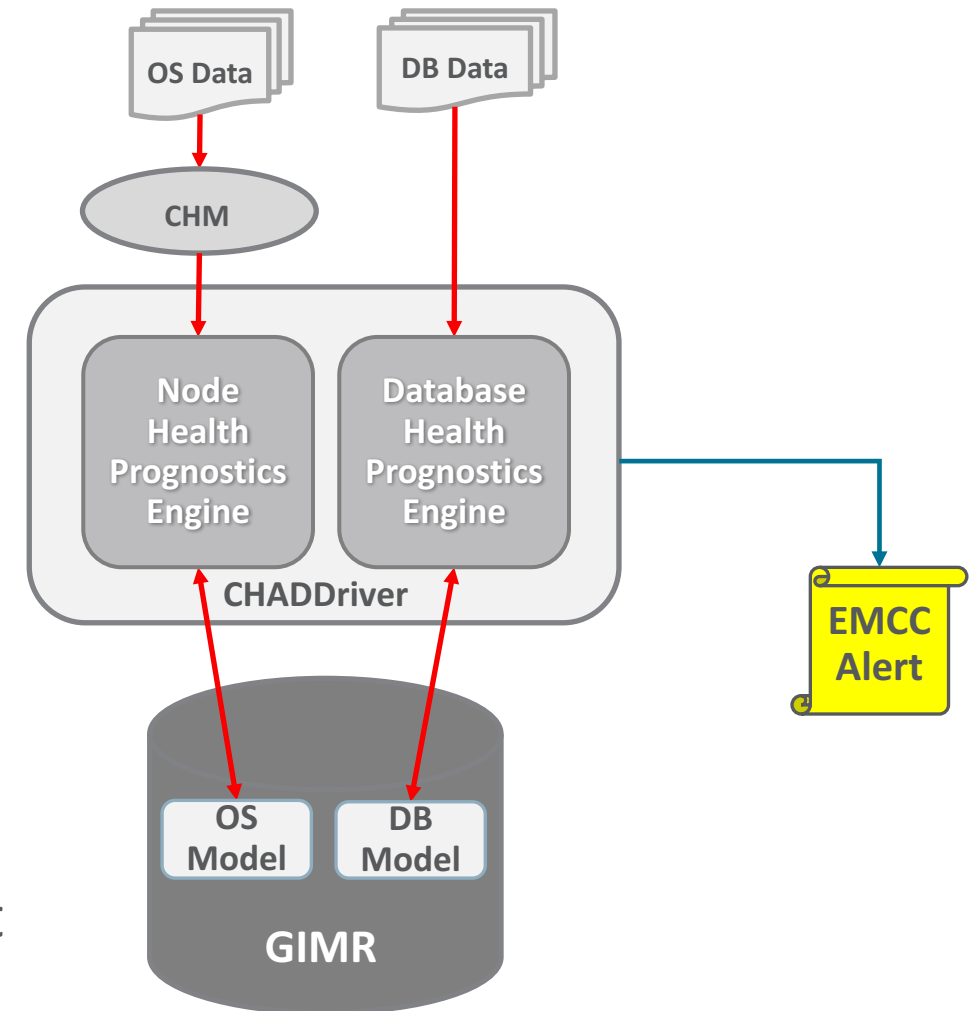 OS Data
DB Data
CHM
Node
Health
Prognostics
Engine
Database
Health
Prognostics
Engine
CHADDriver
EMCC
Alert
OS
Model
DB
Model
t
GIMR